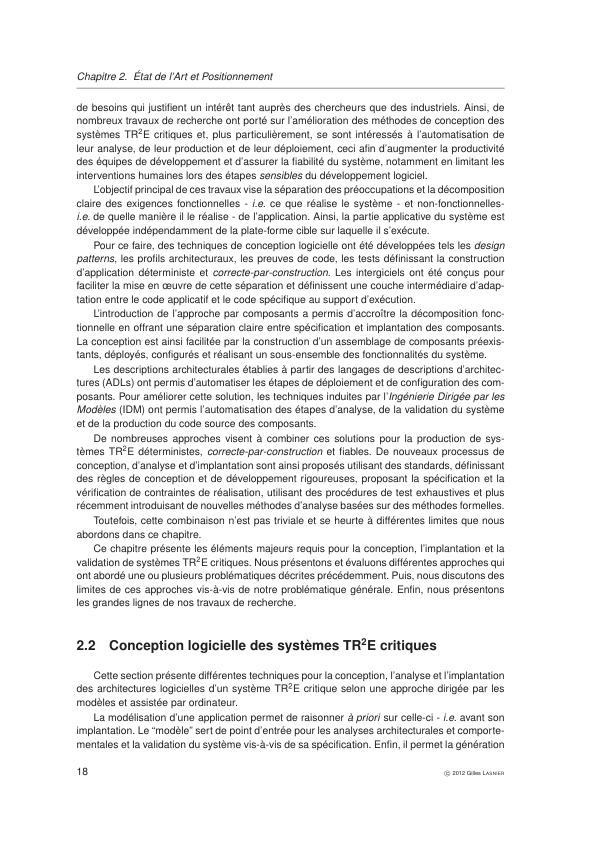 Chapitre 2. État de l'Art et Positionnement
de besoins qui justifient un intérêt tant auprès des chercheurs que des industriels. Ainsi, de
nombreux travaux de recherche ont porté sur l'amélioration des méthodes de conception des
systèmes TR²E critiques et, plus particulièrement, se sont intéressés à l'automatisation de
leur analyse, de leur production et de leur déploiement, ceci afin d'augmenter la productivité
des équipes de développement et d'assurer la fiabilité du système, notamment en limitant les
interventions humaines lors des étapes sensibles du développement logiciel.
L'objectif principal de ces travaux vise la séparation des préoccupations et la décomposition
claire des exigences fonctionnelles - i.e. ce que réalise le système - et non-fonctionnelles-
i.e. de quelle manière il le réalise - de l'application. Ainsi, la partie applicative du système est
développée indépendamment de la plate-forme cible sur laquelle il s'exécute.
Pour ce faire, des techniques de conception logicielle ont été développées tels les design
patterns, les profils architecturaux, les preuves de code, les tests définissant la construction
d'application déterministe et correcte-par-construction. Les intergiciels ont été conçus pour
faciliter la mise en œuvre de cette séparation et définissent une couche intermédiaire d'adap-
tation entre le code applicatif et le code spécifique au support d'exécution.
L'introduction de l'approche par composants a permis d'accroître la décomposition fonc-
tionnelle en offrant une séparation claire entre spécification et implantation des composants.
La conception est ainsi facilitée par la construction d'un assemblage de composants préexis-
tants, déployés, configurés et réalisant un sous-ensemble des fonctionnalités du système.
Les descriptions architecturales établies à partir des langages de descriptions d'architec-
tures (ADLs) ont permis d'automatiser les étapes de déploiement et de configuration des com-
posants. Pour améliorer cette solution, les techniques induites par l'Ingénierie Dirigée par les
Modèles (IDM) ont permis l'automatisation des étapes d'analyse, de la validation du système
et de la production du code source des composants.
De nombreuses approches visent à combiner ces solutions pour la production de sys-
tèmes TR²E déterministes, correcte-par-construction et fiables. De nouveaux processus de
conception, d'analyse et d'implantation sont ainsi proposés utilisant des standards, définissant
des règles de conception et de développement rigoureuses, proposant la spécification et la
vérification de contraintes de réalisation, utilisant des procédures de test exhaustives et plus
récemment introduisant de nouvelles méthodes d'analyse basées sur des méthodes formelles.
Toutefois, cette combinaison n'est pas triviale et se heurte à différentes limites que nous
abordons dans ce chapitre.
Ce chapitre présente les éléments majeurs requis pour la conception, l'implantation et la
validation de systèmes TR²E critiques. Nous présentons et évaluons différentes approches qui
ont abordé une ou plusieurs problématiques décrites précédemment. Puis, nous discutons des
limites de ces approches vis-à-vis de notre problématique générale. Enfin, nous présentons
les grandes lignes de nos travaux de recherche.
2.2 Conception logicielle des systèmes TR²E critiques
Cette section présente différentes techniques pour la conception, l'analyse et l'implantation
des architectures logicielles d'un système TR²E critique selon une approche dirigée par les
modèles et assistée par ordinateur.
La modélisation d'une application permet de raisonner à priori sur celle-ci - i.e. avant son
implantation. Le "modèle" sert de point d'entrée pour les analyses architecturales et comporte-
mentales et la validation du système vis-à-vis de sa spécification. Enfin, il permet la génération
18
© 2012 Gilles LASNIER